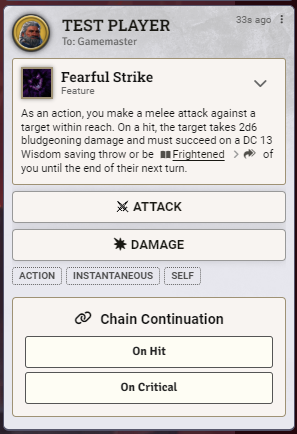 TEST PLAYER
33s ago
To: Gamemaster
Fearful Strike
Feature
As an action, you make a melee attack against a
target within reach. On a hit, the target takes 2d6
bludgeoning damage and must succeed on a DC 13
Wisdom saving throw or be Frightened of
you until the end of their next turn.
ATTACK
DAMAGE
ACTION INSTANTANEOUS SELF
Chain Continuation
On Hit
On Critical